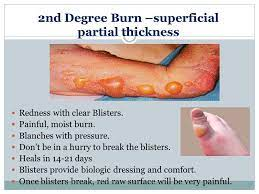 2nd Degree Burn –superficial
partial thickness
Redness with clear Blisters.
Painful, moist burn.
Blanches with pressure.
Don't be in a hurry to break the blisters.
Heals in 14-21 days
Blisters provide biologic dressing and comfort.
Once blisters break, red raw surface will be very painful.